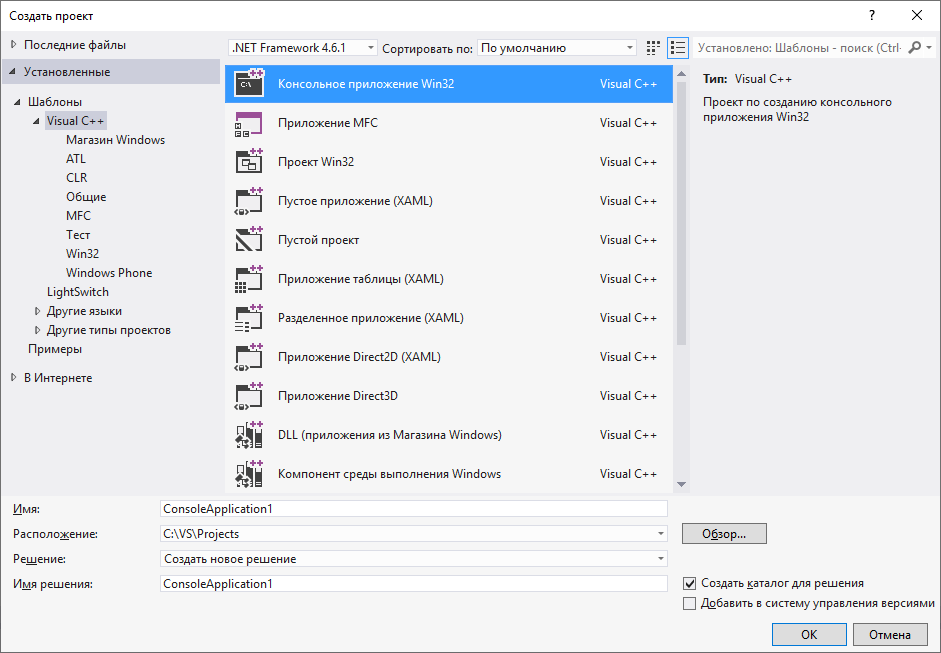 Создать проект
?
Последние файлы
Установленные
Шаблоны
Visual C++
Магазин Windows
ATL
CLR
Общие
MFC
Тест
Win32
Windows Phone
LightSwitch
Другие языки
Другие типы проектов
Примеры
В Интернете
.NET Framework 4.6.1 Сортировать по: По умолчанию
Установлено: Шаблоны - поиск (Ctrl-
Консольное приложение Win32 Visual C++
Приложение MFC Visual C++
Проект Win32 Visual C++
Пустое приложение (XAML) Visual C++
Пустой проект Visual C++
Приложение таблицы (XAML) Visual C++
Разделенное приложение (XAML) Visual C++
Приложение Direct2D (XAML) Visual C++
Приложение Direct3D Visual C++
DLL (приложения из Магазина Windows) Visual C++
Компонент среды выполнения Windows Visual C++
Тип: Visual C++
Проект по созданию консольного
приложения Win32
Имя: ConsoleApplication1
Расположение: C:\VS\Projects
Обзор...
Решение: Создать новое решение
Имя решения: ConsoleApplication1
Создать каталог для решения
Добавить в систему управления версиями
OK Отмена